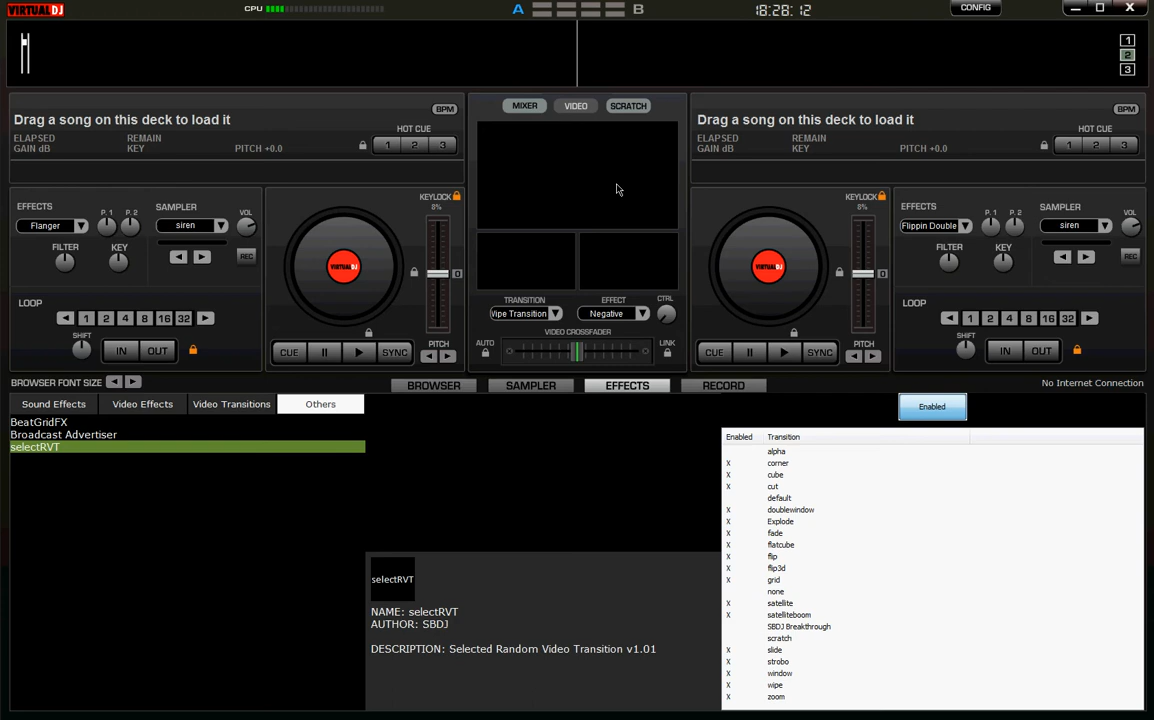 VIRTUAL DJ
CPU
A B
18:28:12
CONFIG
1
2
3
BPM
Drag a song on this deck to load it
ELAPSED REMAIN
GAIN dB KEY PITCH +0.0
HOT CUE
1 2 3
MIXER VIDEO SCRATCH
BPM
Drag a song on this deck to load it
ELAPSED REMAIN
GAIN dB KEY PITCH +0.0
HOT CUE
1 2 3
EFFECTS P. 1 P. 2 SAMPLER VOL
Flanger siren
FILTER KEY REC
LOOP
1 2 4 8 16 32
SHIFT
IN OUT
KEYLOCK
8%
VIRTUALDJ
0
CUE SYNC PITCH
TRANSITION EFFECT CTRL
Vipe Transition Negative
VIDEO CROSSFADER
AUTO LINK
KEYLOCK
8%
VIRTUALDJ
0
CUE SYNC PITCH
EFFECTS P. 1 P. 2 SAMPLER VOL
Flippin Double siren
FILTER KEY REC
LOOP
1 2 4 8 16 32
SHIFT
IN OUT
BROWSER FONT SIZE
BROWSER SAMPLER EFFECTS RECORD
No Internet Connection
Sound Effects Video Effects Video Transitions Others
BeatGridFX
Broadcast Advertiser
selectRVT
selectRVT
NAME: selectRVT
AUTHOR: SBDJ
DESCRIPTION: Selected Random Video Transition v1.01
Enabled
Enabled Transition
alpha
X corner
X cube
X cut
default
X doublewindow
X Explode
X fade
X flatcube
X flip
X flip3d
X grid
none
X satellite
X satelliteboom
SBDJ Breakthrough
scratch
X slide
X strobo
X window
X wipe
X zoom